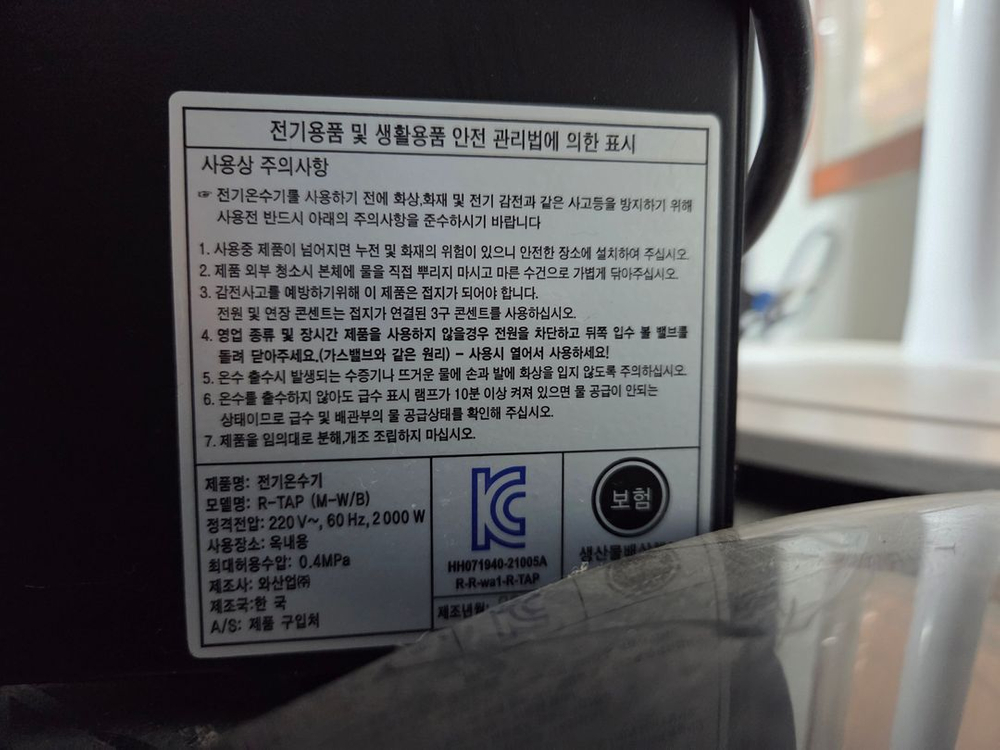 전기용품 및 생활용품 안전 관리법에 의한 표시
사용상 주의사항
☞ 전기온수기를 사용하기 전에 화상,화재 및 전기 감전과 같은 사고등을 방지하기 위해
사용전 반드시 아래의 주의사항을 준수하시기 바랍니다
1. 사용중 제품이 넘어지면 누전 및 화재의 위험이 있으니 안전한 장소에 설치하여 주십시오.
2. 제품 외부 청소시 본체에 물을 직접 뿌리지 마시고 마른 수건으로 가볍게 닦아주십시오.
3. 감전사고를 예방하기위해 이 제품은 접지가 되어야 합니다.
전원 및 연장 콘센트는 접지가 연결된 3구 콘센트를 사용하십시오.
4. 영업 종류 및 장시간 제품을 사용하지 않을경우 전원을 차단하고 뒤쪽 입수 볼 밸브를
돌려 닫아주세요.(가스밸브와 같은 원리) - 사용시 열어서 사용하세요!
5. 온수 출수시 발생되는 수증기나 뜨거운 물에 손과 발에 화상을 입지 않도록 주의하십시오.
6. 온수를 출수하지 않아도 급수 표시 램프가 10분 이상 켜져 있으면 물 공급이 안되는
상태이므로 급수 및 배관부의 물 공급상태를 확인해 주십시오.
7. 제품을 임의대로 분해,개조 조립하지 마십시오.
제품명: 전기온수기
모델명: R-TAP (M-W/B)
정격전압: 220 V~, 60 Hz, 2 000 W
사용장소: 옥내용
최대허용수압: 0.4MPa
제조사: 와산업㈜
제조국:한 국
A/S: 제품 구입처
KC
HH071940-21005A
R-R-wa1-R-TAP
제조년월:
보험
생산물배상